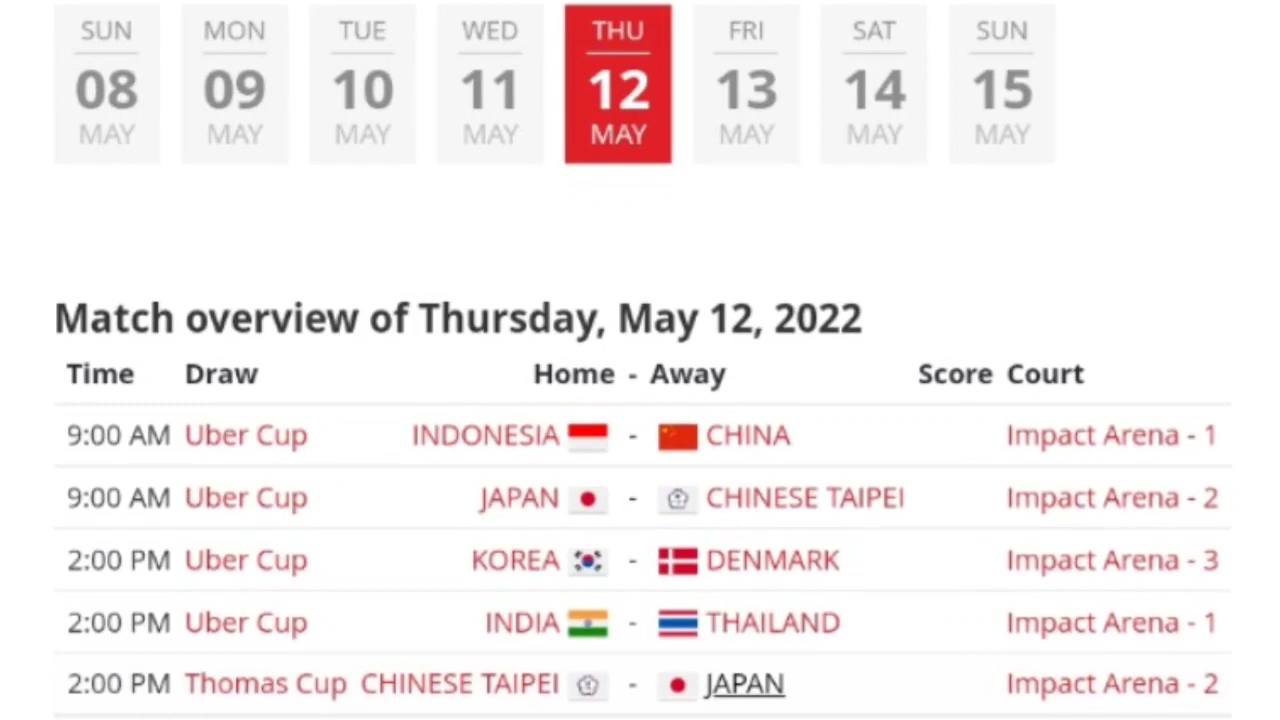 SUN MON TUE WED THU FRI SAT SUN
08 09 10 11 12 13 14 15
MAY MAY MAY MAY MAY MAY MAY MAY
Match overview of Thursday, May 12, 2022
Time Draw Home - Away Score Court
9:00 AM Uber Cup INDONESIA - CHINA Impact Arena - 1
9:00 AM Uber Cup JAPAN - CHINESE TAIPEI Impact Arena - 2
2:00 PM Uber Cup KOREA - DENMARK Impact Arena - 3
2:00 PM Uber Cup INDIA - THAILAND Impact Arena - 1
2:00 PM Thomas Cup CHINESE TAIPEI - JAPAN Impact Arena - 2